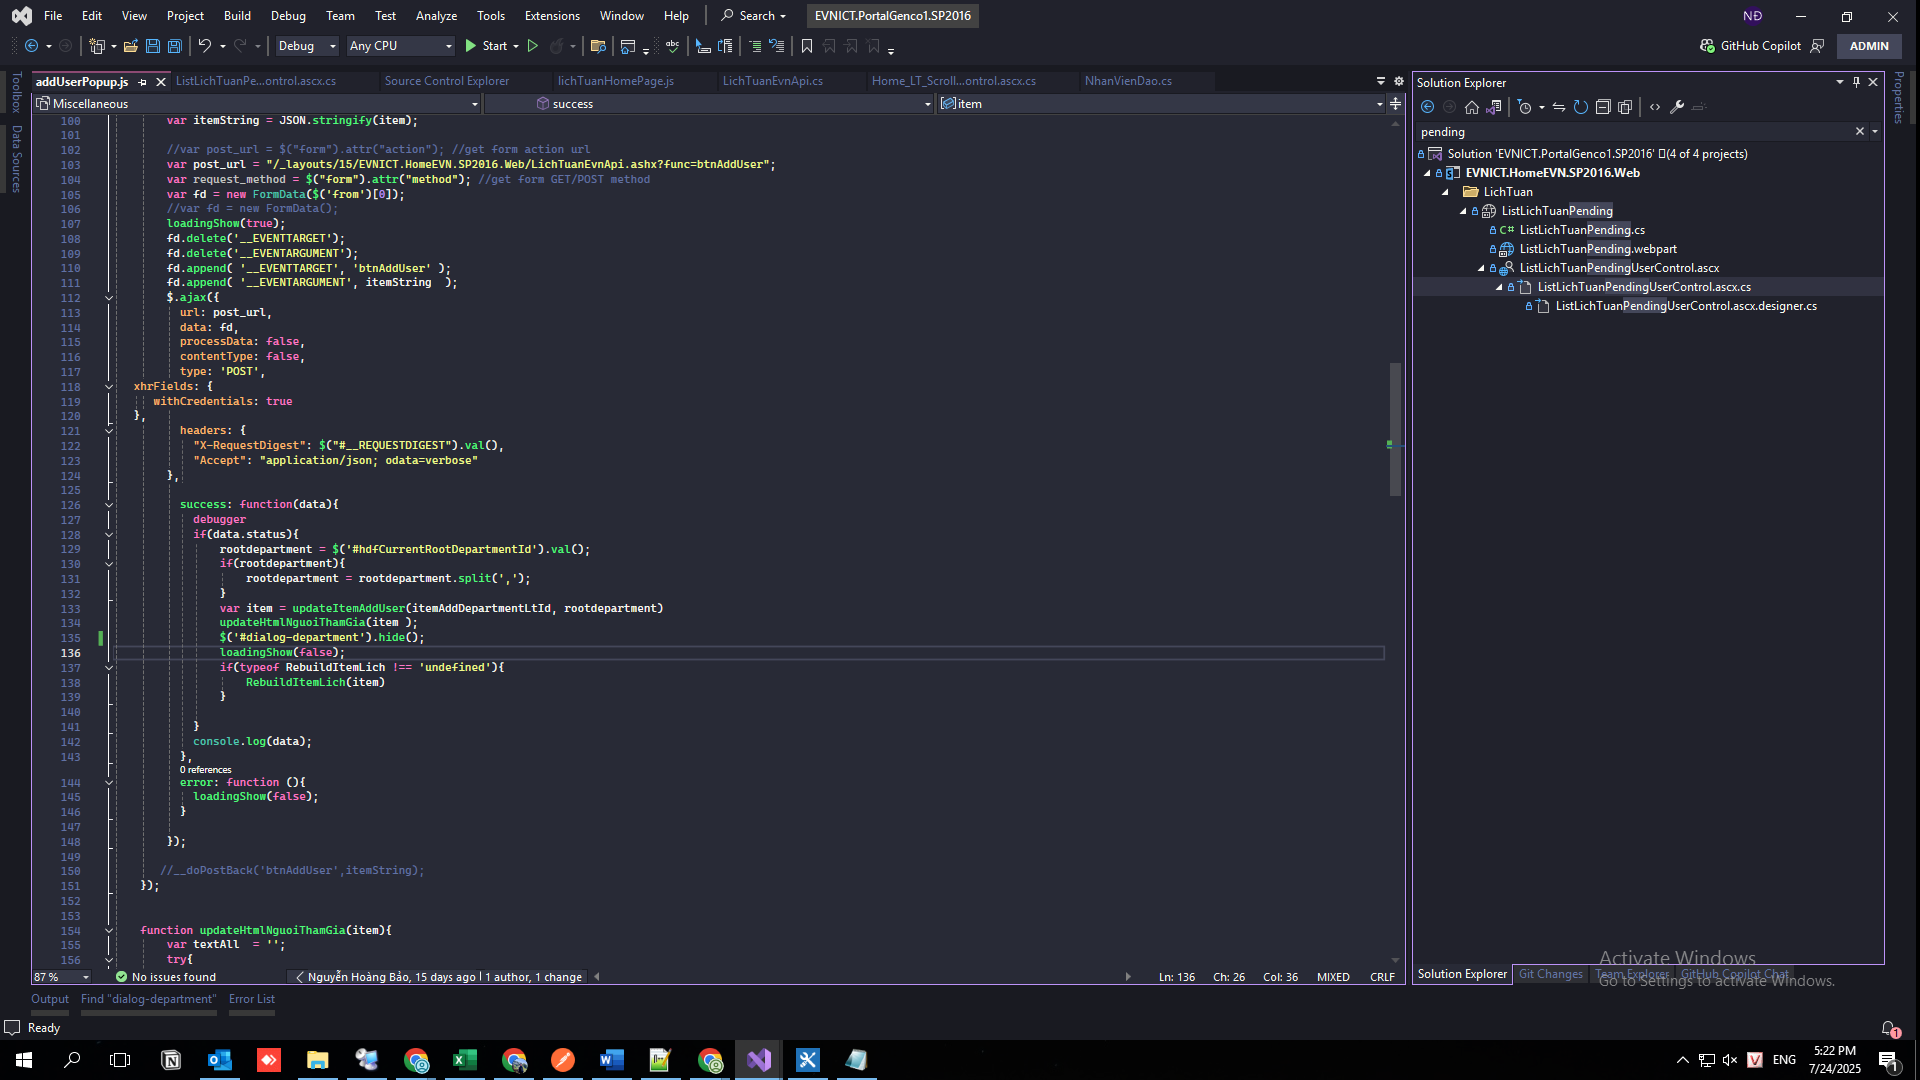 File Edit View Project Build Debug Team Test Analyze Tools Extensions Window Help Search EVNICT.PortalGenco1.SP2016 NĐ
Debug Any CPU Start GitHub Copilot ADMIN
addUserPopup.js ListLichTuanPe...ontrol.ascx.cs Source Control Explorer lichTuanHomePage.js LichTuanEvnApi.cs Home_LT_Scroll...ontrol.ascx.cs NhanVienDao.cs
Miscellaneous success item
Toolbox
Data Sources
100 var itemString = JSON.stringify(item);
101
102 //var post_url = $("form").attr("action"); //get form action url
103 var post_url = "/_layouts/15/EVNICT.HomeEVN.SP2016.Web/LichTuanEvnApi.ashx?func=btnAddUser";
104 var request_method = $("form").attr("method"); //get form GET/POST method
105 var fd = new FormData($('from')[0]);
106 //var fd = new FormData();
107 loadingShow(true);
108 fd.delete('__EVENTTARGET');
109 fd.delete('__EVENTARGUMENT');
110 fd.append( '__EVENTTARGET', 'btnAddUser' );
111 fd.append( '__EVENTARGUMENT', itemString  );
112 $.ajax({
113 url: post_url,
114 data: fd,
115 processData: false,
116 contentType: false,
117 type: 'POST',
118 xhrFields: {
119 withCredentials: true
120 },
121 headers: {
122 "X-RequestDigest": $("#__REQUESTDIGEST").val(),
123 "Accept": "application/json; odata=verbose"
124 },
125
126 success: function(data){
127 debugger
128 if(data.status){
129 rootdepartment = $('#hdfCurrentRootDepartmentId').val();
130 if(rootdepartment){
131 rootdepartment = rootdepartment.split(',');
132 }
133 var item = updateItemAddUser(itemAddDepartmentLtId, rootdepartment)
134 updateHtmlNguoiThamGia(item );
135 $('#dialog-department').hide();
136 loadingShow(false);
137 if(typeof RebuildItemLich !== 'undefined'){
138 RebuildItemLich(item)
139 }
140
141 }
142 console.log(data);
143 },
0 references
144 error: function (){
145 loadingShow(false);
146 }
147
148 });
149
150 //__doPostBack('btnAddUser',itemString);
151 });
152
153
154 function updateHtmlNguoiThamGia(item){
155 var textAll  = '';
156 try{
87 % No issues found Nguyễn Hoàng Bảo, 15 days ago | 1 author, 1 change Ln: 136 Ch: 26 Col: 36 MIXED CRLF
Solution Explorer
pending
Solution 'EVNICT.PortalGenco1.SP2016' (4 of 4 projects)
EVNICT.HomeEVN.SP2016.Web
LichTuan
ListLichTuanPending
ListLichTuanPending.cs
ListLichTuanPending.webpart
ListLichTuanPendingUserControl.ascx
ListLichTuanPendingUserControl.ascx.cs
ListLichTuanPendingUserControl.ascx.designer.cs
Properties
Activate Windows
Go to Settings to activate Windows.
Solution Explorer Git Changes Team Explorer GitHub Copilot Chat
Output Find "dialog-department" Error List
Ready 1
ENG 5:22 PM
7/24/2025 1